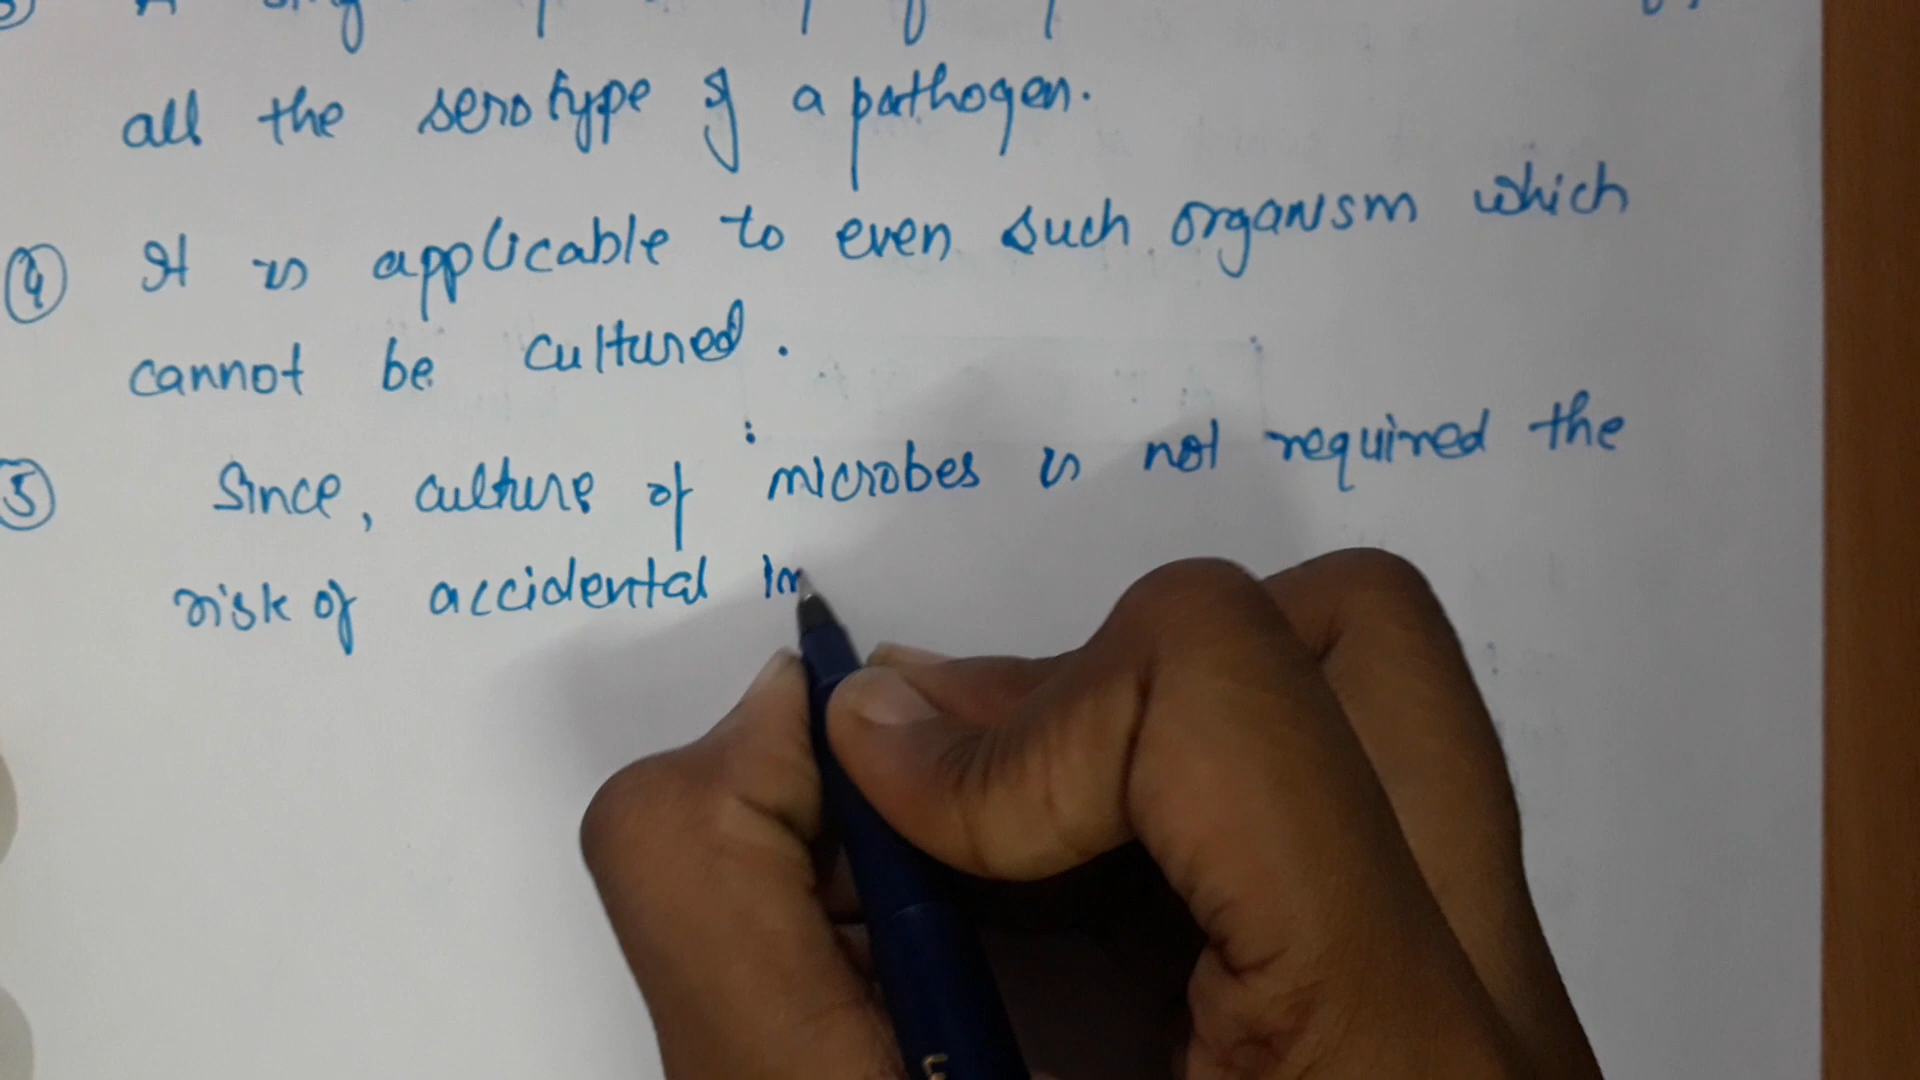 all the serotype of a pathogen.
④ It is applicable to even such organism which
cannot be cultured.
⑤ Since, culture of microbes is not required the
risk of accidental in